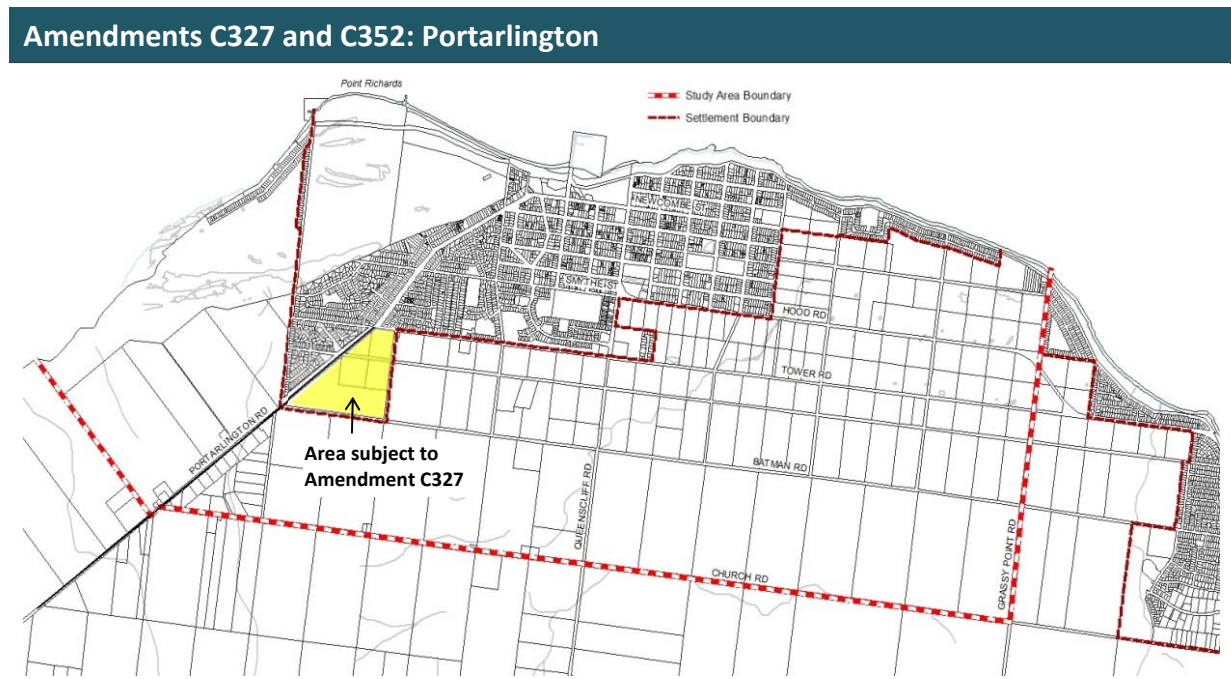 Amendments C327 and C352: Portarlington
Point Richards
Study Area Boundary
Settlement Boundary
NEWCOMBE ST
SMYTHE ST
HOOD RD
TOWER RD
PORTARLINGTON RD
Area subject to
Amendment C327
BATMAN RD
QUEENSCLIFF RD
GRASSY POINT RD
CHURCH RD